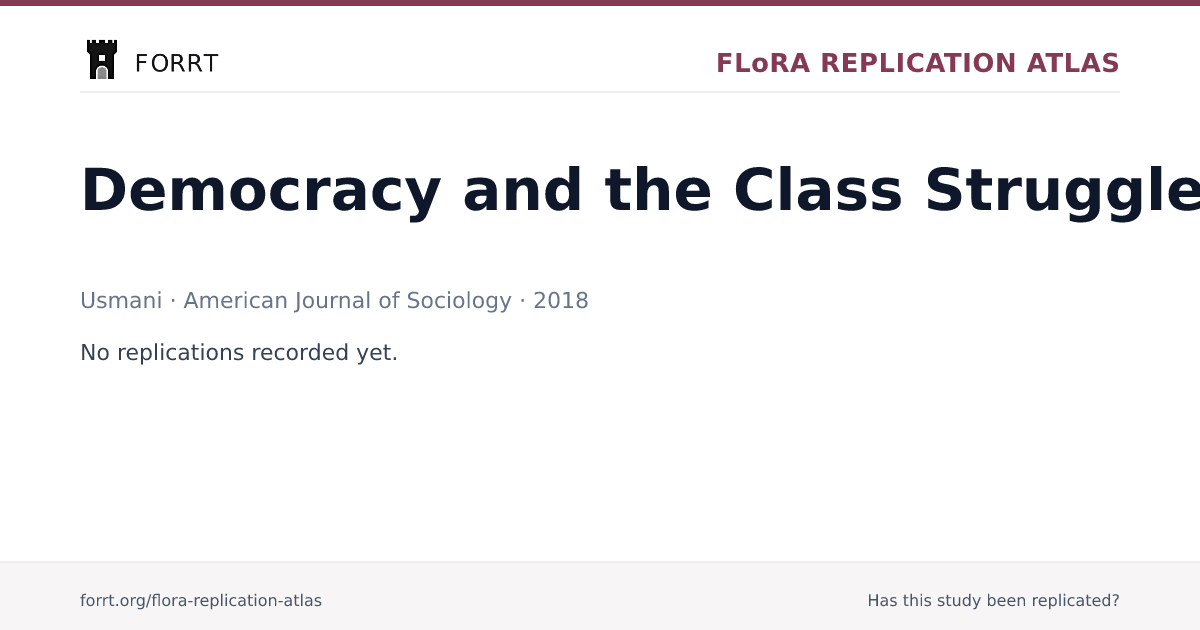 FORRT
FLoRA REPLICATION ATLAS
Democracy and the Class Struggle
Usmani · American Journal of Sociology · 2018
No replications recorded yet.
forrt.org/flora-replication-atlas
Has this study been replicated?